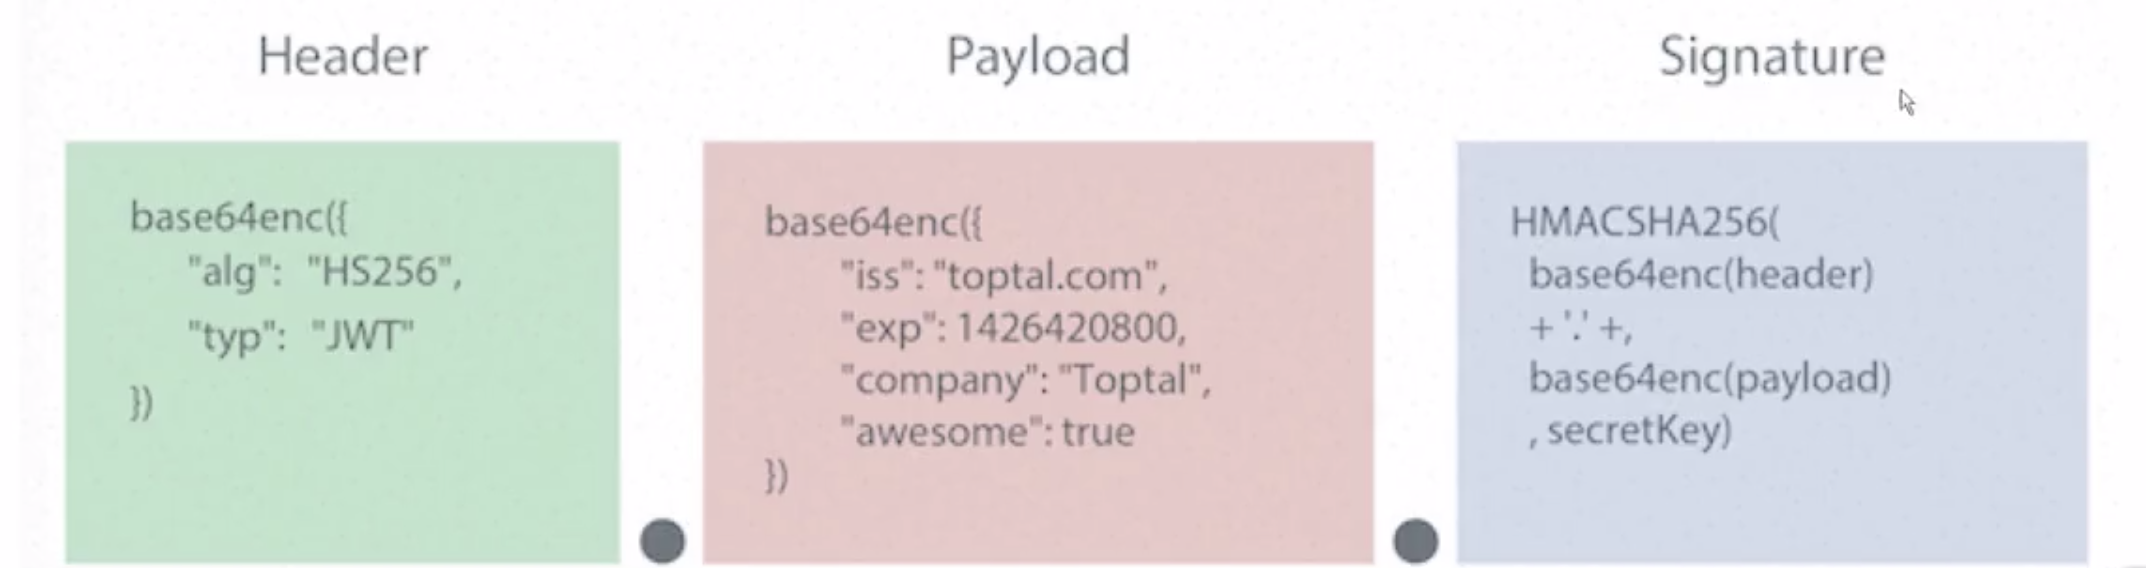 Header
base64enc({
"alg": "HS256",
"typ": "JWT"
})
Payload
base64enc({
"iss": "toptal.com",
"exp": 1426420800,
"company": "Toptal",
"awesome": true
})
Signature
HMACSHA256(
base64enc(header)
+ '.' +,
base64enc(payload)
, secretKey)